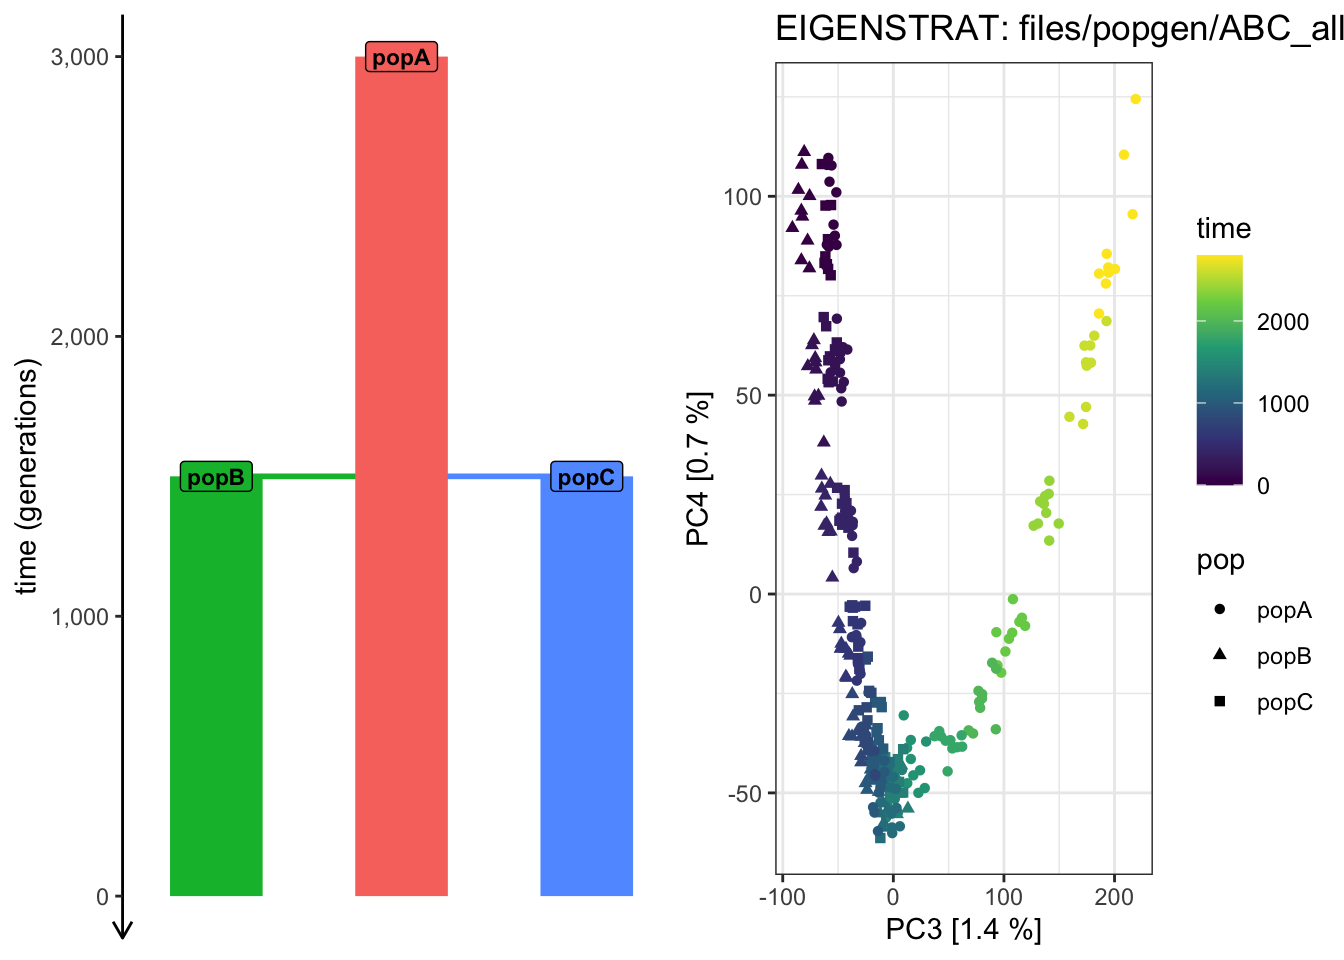 time (generations)
3,000
2,000
1,000
0
popA
popB
popC
EIGENSTRAT: files/popgen/ABC_all
PC4 [0.7 %]
100
50
0
-50
-100
0
100
200
PC3 [1.4 %]
time
2000
1000
0
pop
popA
popB
popC